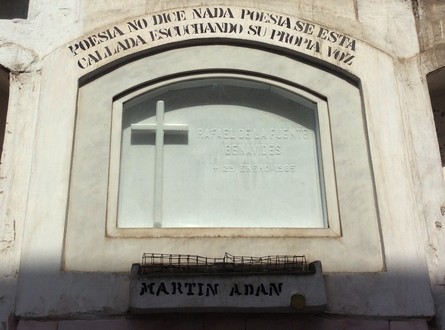 POESIA NO DICE NADA POESIA SE ESTA
CALLADA ESCUCHANDO SU PROPIA VOZ
RAFAEL DE LA FUENTE
BENAVIDES
MARTIN ADAN